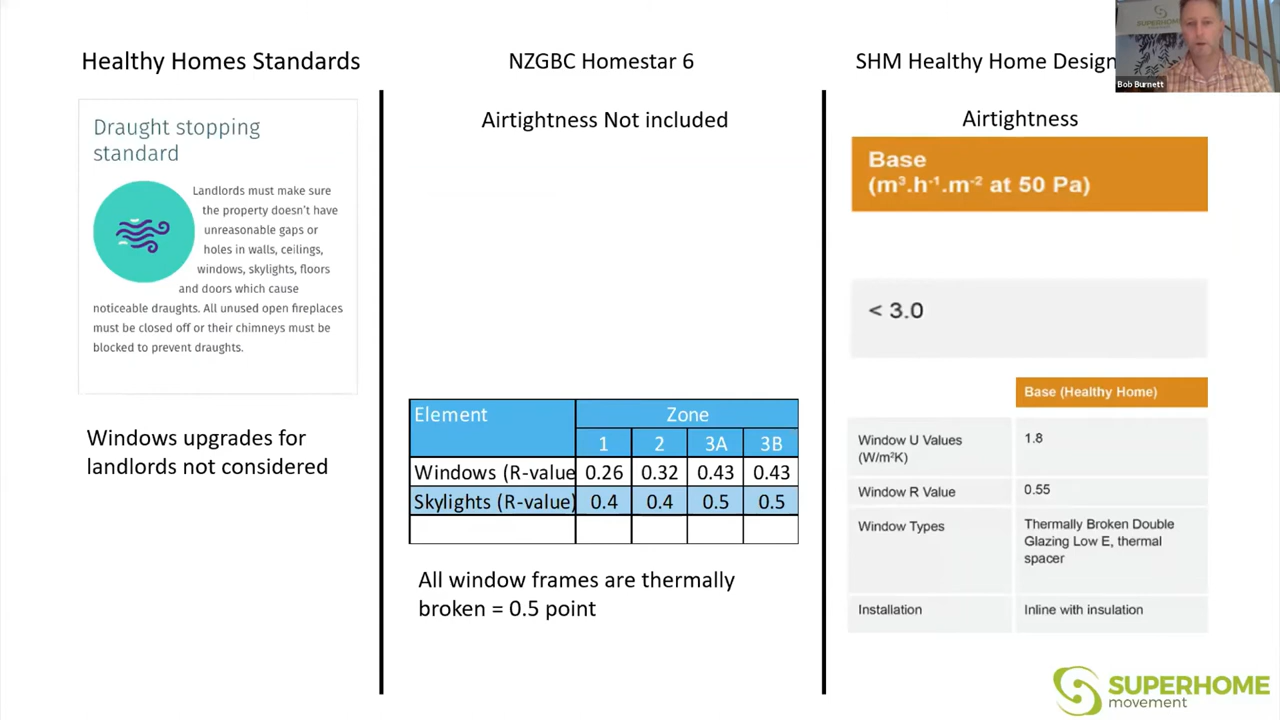 Healthy Homes Standards
Draught stopping
standard
Landlords must make sure
the property doesn't have
unreasonable gaps or
holes in walls, ceilings,
windows, skylights, floors
and doors which cause
noticeable draughts. All unused open fireplaces
must be closed off or their chimneys must be
blocked to prevent draughts.
Windows upgrades for
landlords not considered
NZGBC Homestar 6
Airtightness Not included
Element Zone
1 2 3A 3B
Windows (R-value 0.26 0.32 0.43 0.43
Skylights (R-value) 0.4 0.4 0.5 0.5
All window frames are thermally
broken = 0.5 point
SHM Healthy Home Design
Airtightness
Base
(m³.h⁻¹.m⁻² at 50 Pa)
< 3.0
Base (Healthy Home)
Window U Values 1.8
(W/m²K)
Window R Value 0.55
Window Types Thermally Broken Double
Glazing Low E, thermal
spacer
Installation Inline with insulation
SUPERHOME
Bob Burnett
SUPERHOME
movement